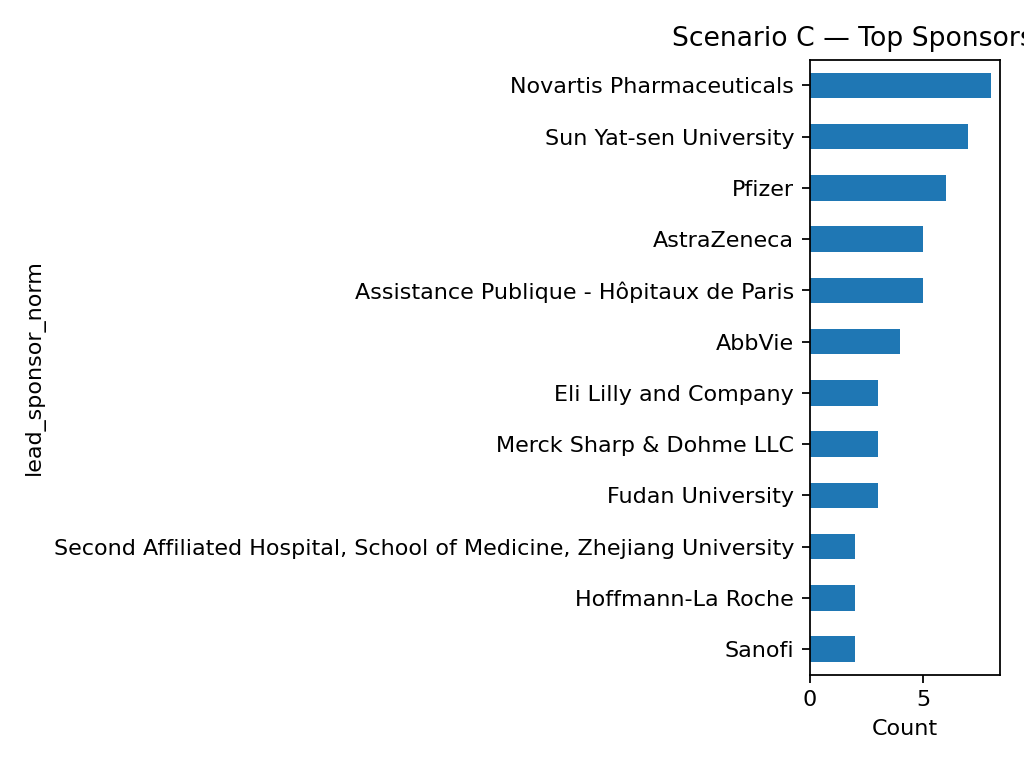 Scenario C — Top Sponsors
Novartis Pharmaceuticals
Sun Yat-sen University
Pfizer
AstraZeneca
Assistance Publique - Hôpitaux de Paris
AbbVie
Eli Lilly and Company
Merck Sharp & Dohme LLC
Fudan University
Second Affiliated Hospital, School of Medicine, Zhejiang University
Hoffmann-La Roche
Sanofi
lead_sponsor_norm
0 5
Count